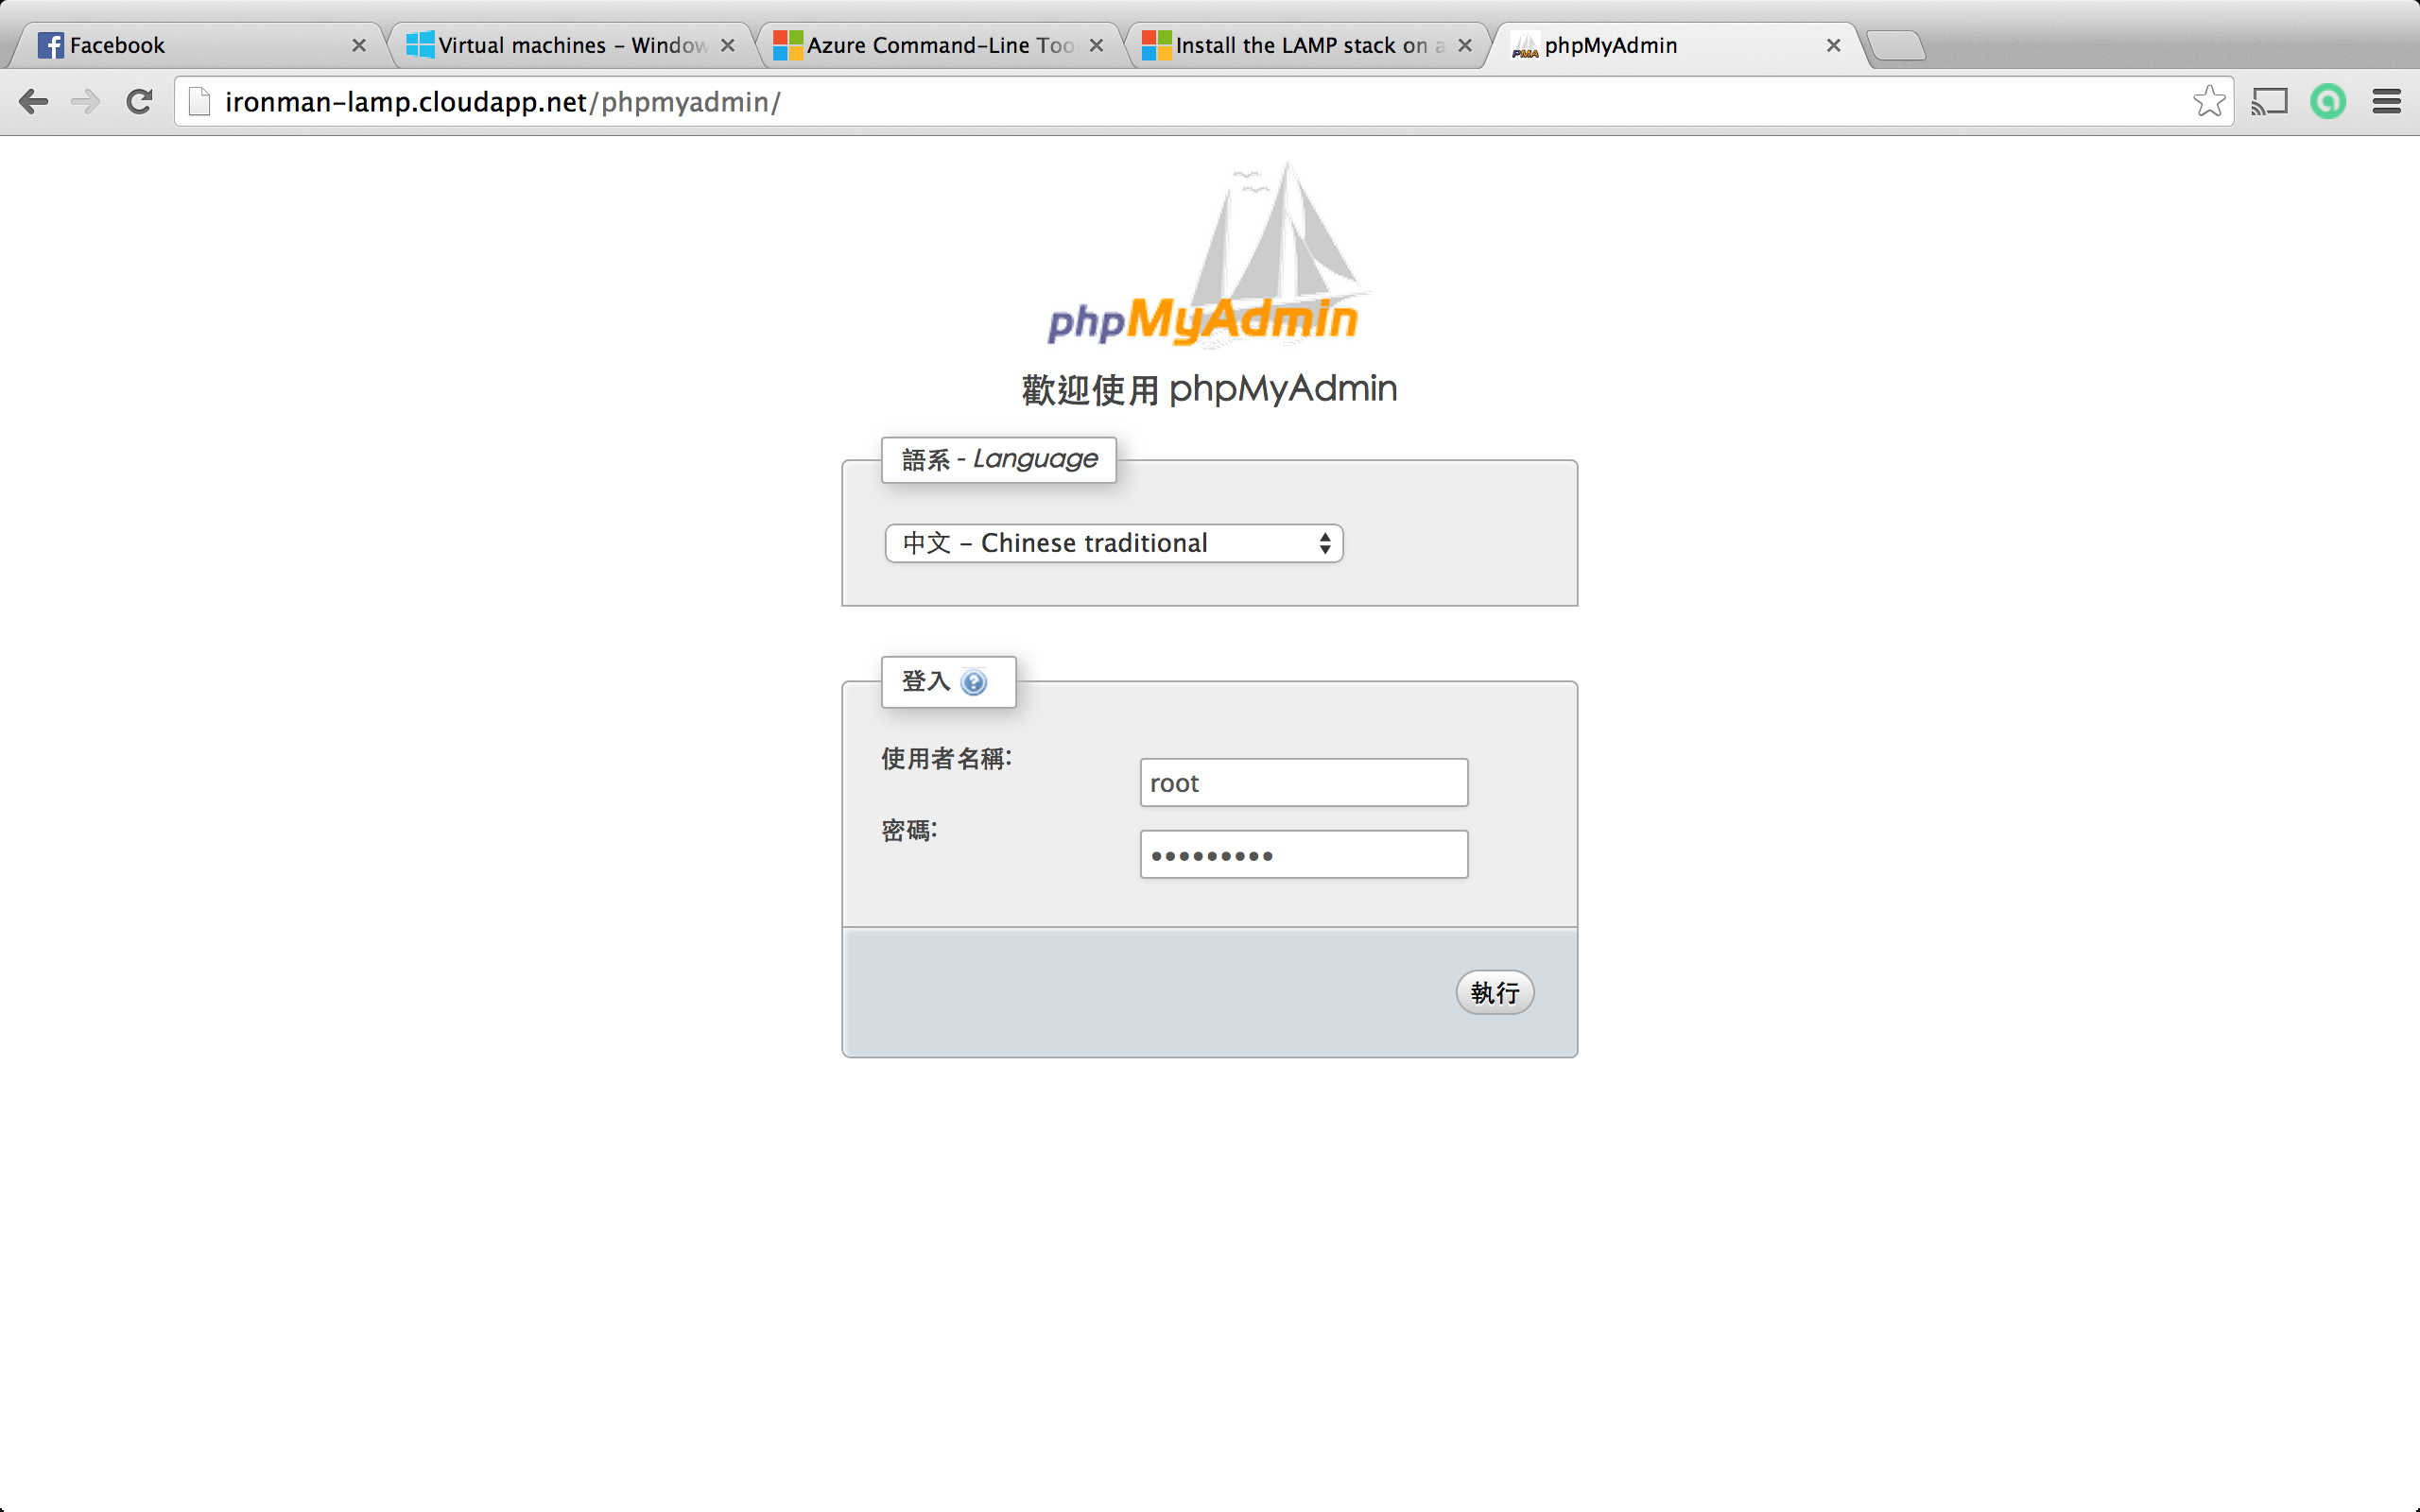 Facebook
Virtual machines – Window
Azure Command-Line Too
Install the LAMP stack on a
phpMyAdmin
ironman-lamp.cloudapp.net/phpmyadmin/
phpMyAdmin
歡迎使用 phpMyAdmin
語系 - Language
中文 – Chinese traditional
登入
使用者名稱:
root
密碼:
•••••••••
執行